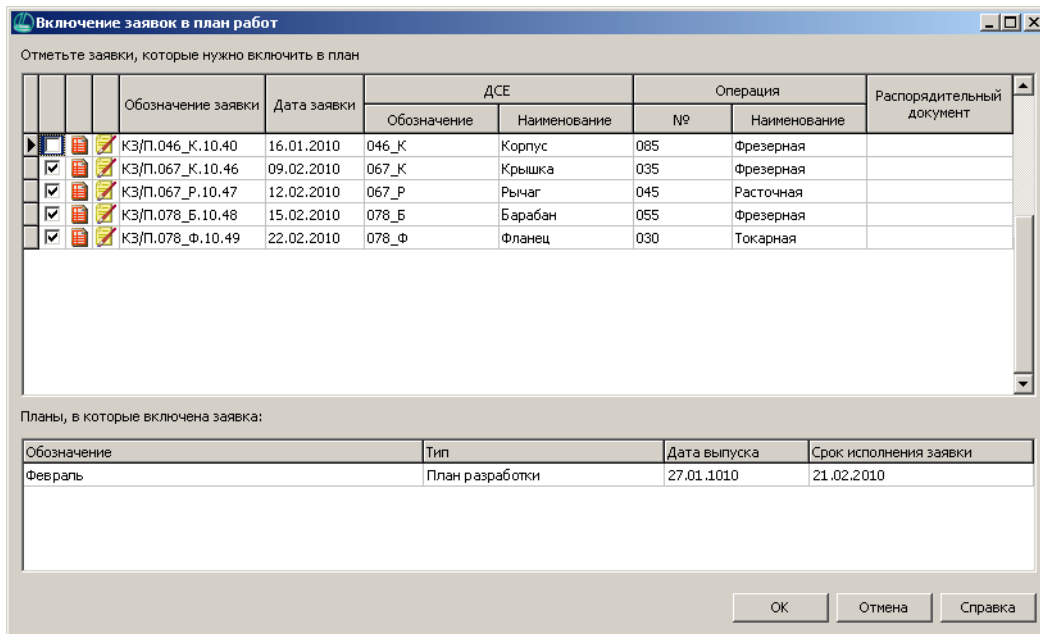 Включение заявок в план работ
Отметьте заявки, которые нужно включить в план
Обозначение заявки Дата заявки ДСЕ Операция Распорядительный документ
Обозначение Наименование № Наименование
КЗ/П.046_К.10.40 16.01.2010 046_К Корпус 085 Фрезерная
КЗ/П.067_К.10.46 09.02.2010 067_К Крышка 035 Фрезерная
КЗ/П.067_Р.10.47 12.02.2010 067_Р Рычаг 045 Расточная
КЗ/П.078_Б.10.48 15.02.2010 078_Б Барабан 055 Фрезерная
КЗ/П.078_Ф.10.49 22.02.2010 078_Ф Фланец 030 Токарная
Планы, в которые включена заявка:
Обозначение Тип Дата выпуска Срок исполнения заявки
Февраль План разработки 27.01.1010 21.02.2010
ОК Отмена Справка